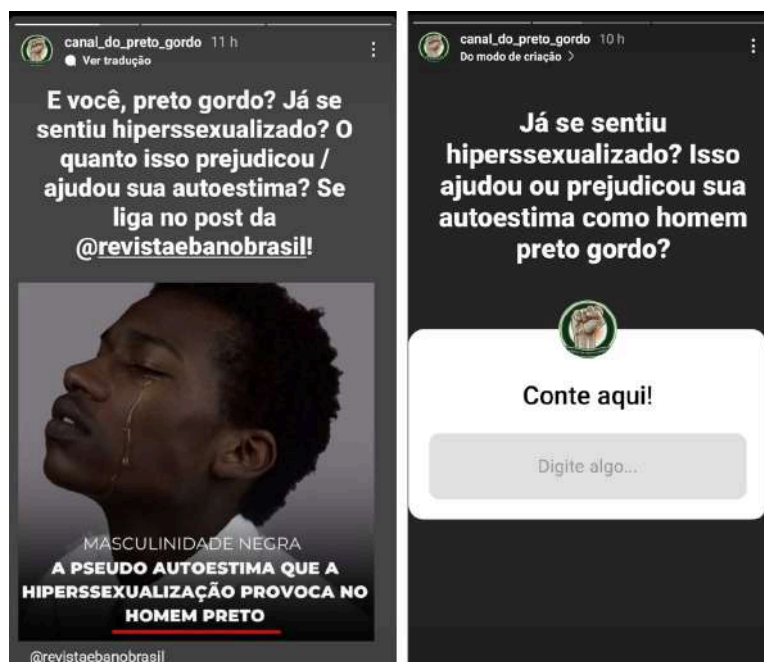 canal_do_preto_gordo 11 h
Ver tradução
E você, preto gordo? Já se
sentiu hiperssexualizado? O
quanto isso prejudicou /
ajudou sua autoestima? Se
liga no post da
@revistaebanobrasil!
MASCULINIDADE NEGRA
A PSEUDO AUTOESTIMA QUE A
HIPERSSEXUALIZAÇÃO PROVOCA NO
HOMEM PRETO
@revistaebanobrasil
canal_do_preto_gordo 10 h
Do modo de criação >
Já se sentiu
hiperssexualizado? Isso
ajudou ou prejudicou sua
autoestima como homem
preto gordo?
Conte aqui!
Digite algo...